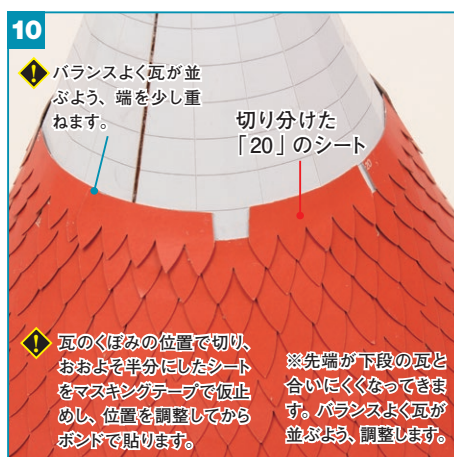 10
バランスよく瓦が並
ぶよう、端を少し重
ねます。
切り分けた
「20」のシート
20
瓦のくぼみの位置で切り、
おおよそ半分にしたシート
をマスキングテープで仮止
めし、位置を調整してから
ボンドで貼ります。
※先端が下段の瓦と
合いにくくなってきま
す。バランスよく瓦が
並ぶよう、調整します。